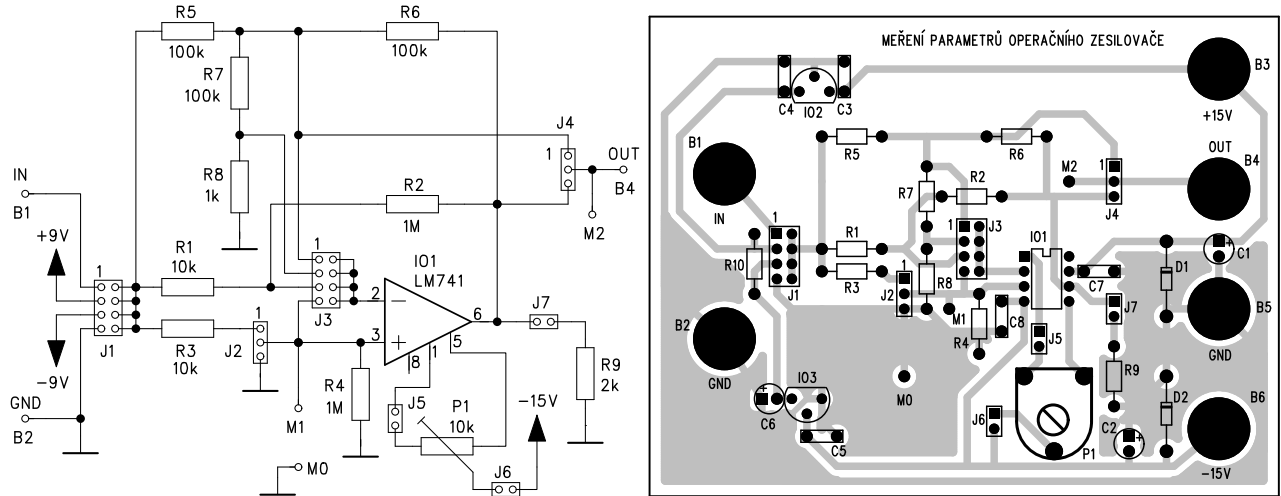 R5
100k
R6
100k
R7
100k
J4
1
OUT
B4
IN
B1
R8
1k
R2
1M
M2
+9V
R1
10k
1
J3
IO1
LM741
2
3
6
5
1
8
J7
1
J1
-9V
R3
10k
1
J2
R4
1M
R9
2k
GND
B2
M1
J5
P1
10k
-15V
J6
M0
MĚŘENÍ PARAMETRŮ OPERAČNÍHO ZESILOVAČE
B3
+15V
C4
IO2
C3
B1
IN
R5
R6
OUT
B4
M2
1
J4
R7
R2
1
J3
1
J1
R1
R10
R3
1
J2
R8
IO1
C7
D1
+
C1
M1
R4
C8
J5
J7
B5
GND
B2
GND
M0
R9
D2
B6
-15V
+
C6
IO3
C5
J6
P1
C2
+